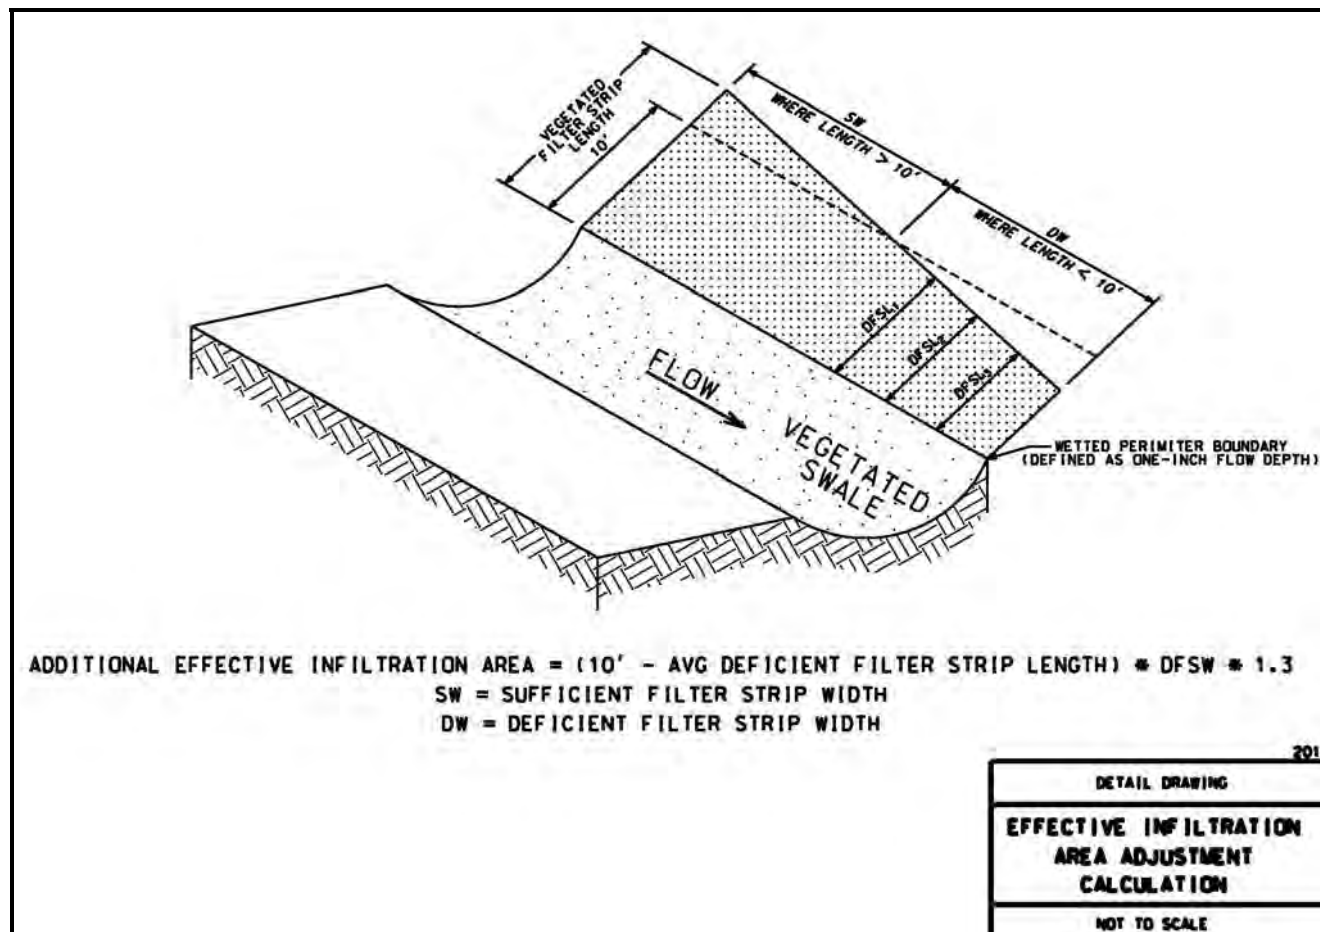 VEGETATED
FILTER STRIP
LENGTH
10'
SW
WHERE LENGTH > 10'
DW
WHERE LENGTH < 10'
DFSL1
DFSL2
DFSL3
FLOW
VEGETATED
SWALE
WETTED PERIMITER BOUNDARY
(DEFINED AS ONE-INCH FLOW DEPTH)
ADDITIONAL EFFECTIVE INFILTRATION AREA = (10' - AVG DEFICIENT FILTER STRIP LENGTH) * DFSW * 1.3
SW = SUFFICIENT FILTER STRIP WIDTH
DW = DEFICIENT FILTER STRIP WIDTH
201
DETAIL DRAWING
EFFECTIVE INFILTRATION
AREA ADJUSTMENT
CALCULATION
NOT TO SCALE